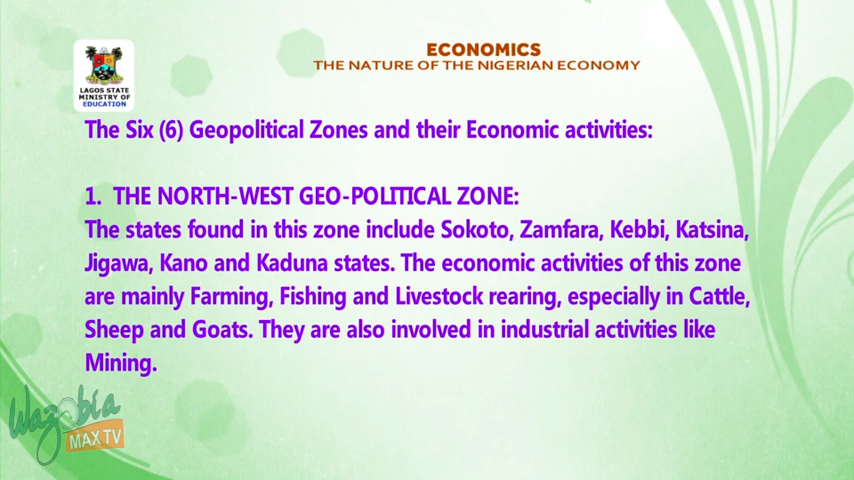 ECONOMICS
THE NATURE OF THE NIGERIAN ECONOMY
LAGOS STATE
MINISTRY OF
EDUCATION
The Six (6) Geopolitical Zones and their Economic activities:
1. THE NORTH-WEST GEO-POLITICAL ZONE:
The states found in this zone include Sokoto, Zamfara, Kebbi, Katsina,
Jigawa, Kano and Kaduna states. The economic activities of this zone
are mainly Farming, Fishing and Livestock rearing, especially in Cattle,
Sheep and Goats. They are also involved in industrial activities like
Mining.
Wazobia
MAX TV